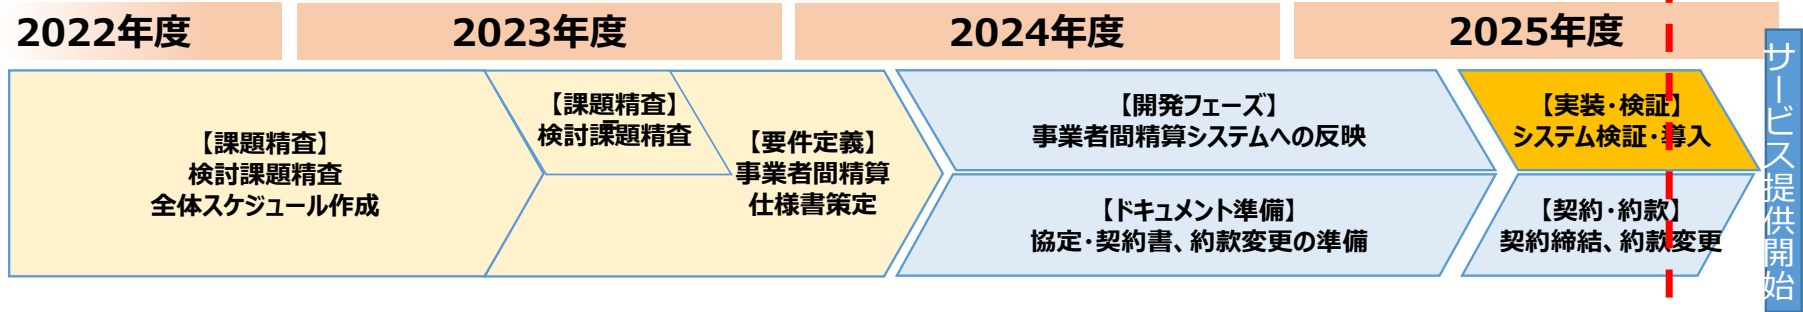 2022年度
2023年度
2024年度
2025年度
【課題精査】
検討課題精査
全体スケジュール作成
【課題精査】
検討課題精査
【要件定義】
事業者間精算
仕様書策定
【開発フェーズ】
事業者間精算システムへの反映
【ドキュメント準備】
協定・契約書、約款変更の準備
【実装・検証】
システム検証・導入
【契約・約款】
契約締結、約款変更
サービス提供開始